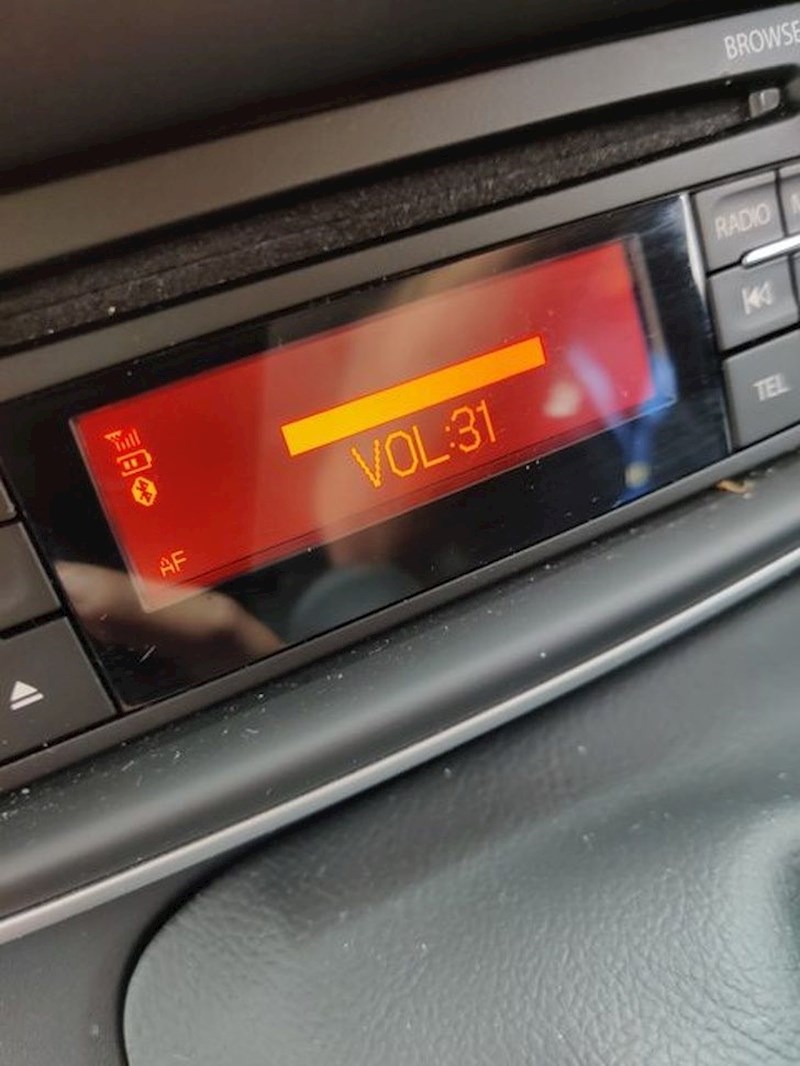 BROWSE
RADIO
VOL:31
TEL
AF